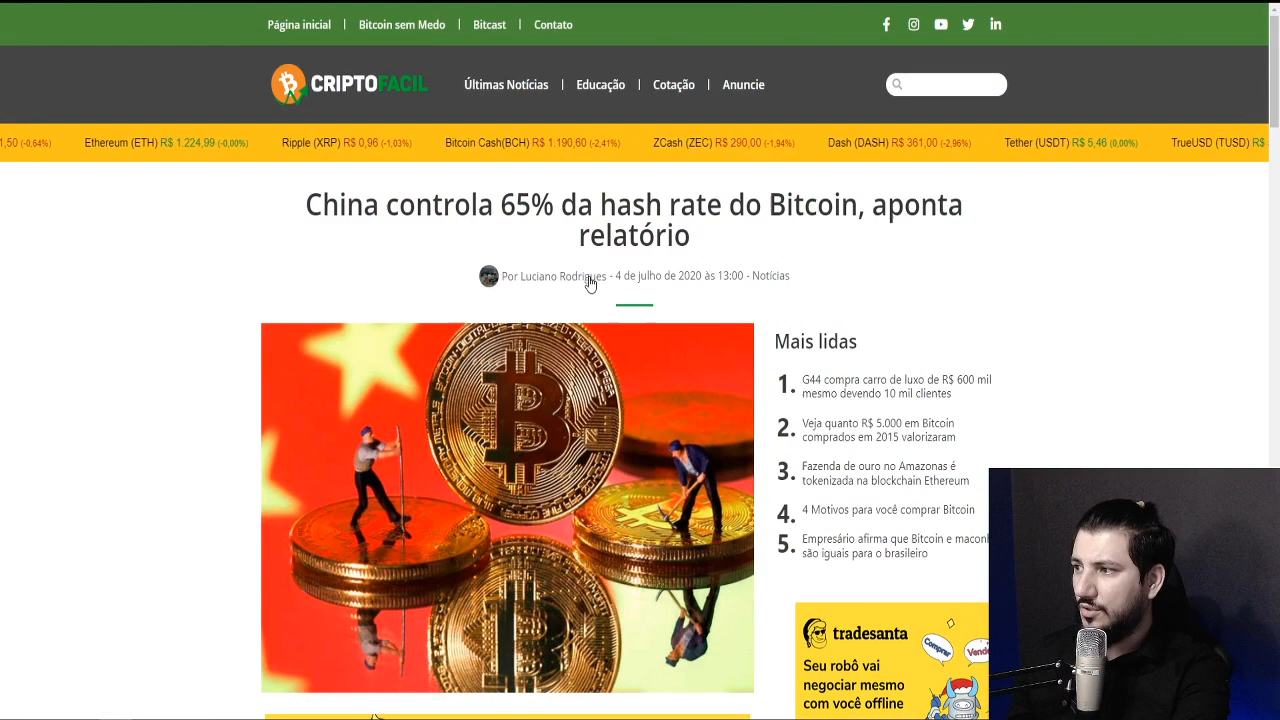 Página inicial | Bitcoin sem Medo | Bitcast | Contato
CRIPTOFACIL Últimas Notícias | Educação | Cotação | Anuncie
1,50 (-0,64%) Ethereum (ETH) R$ 1.224,99 (-0,00%) Ripple (XRP) R$ 0,96 (-1,03%) Bitcoin Cash(BCH) R$ 1.190,60 (-2,41%) ZCash (ZEC) R$ 290,00 (-1,94%) Dash (DASH) R$ 361,00 (-2,96%) Tether (USDT) R$ 5,46 (0,00%) TrueUSD (TUSD) R$
China controla 65% da hash rate do Bitcoin, aponta
relatório
Por Luciano Rodrigues - 4 de julho de 2020 às 13:00 - Notícias
Mais lidas
1. G44 compra carro de luxo de R$ 600 mil
mesmo devendo 10 mil clientes
2. Veja quanto R$ 5.000 em Bitcoin
comprados em 2015 valorizaram
3. Fazenda de ouro no Amazonas é
tokenizada na blockchain Ethereum
4. 4 Motivos para você comprar Bitcoin
5. Empresário afirma que Bitcoin e maconh
são iguais para o brasileiro
tradesanta
Comprar
Vende
Seu robô vai
negociar mesmo
com você offline